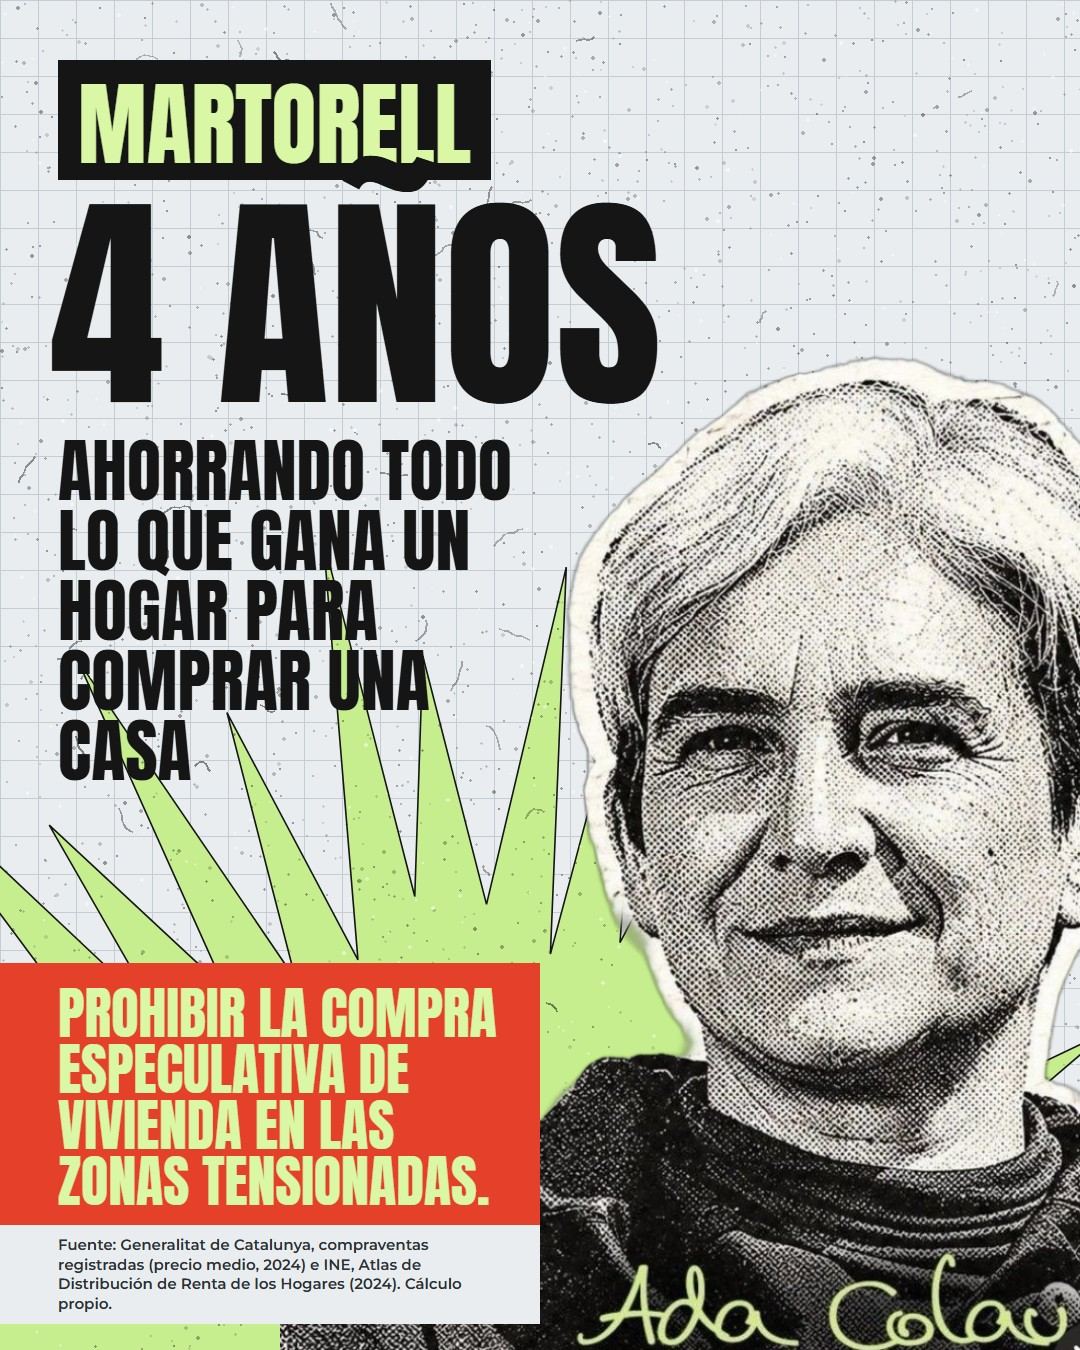 MARTORELL
4 AÑOS
AHORRANDO TODO
LO QUE GANA UN
HOGAR PARA
COMPRAR UNA
CASA
PROHIBIR LA COMPRA
ESPECULATIVA DE
VIVIENDA EN LAS
ZONAS TENSIONADAS.
Fuente: Generalitat de Catalunya, compraventas
registradas (precio medio, 2024) e INE, Atlas de
Distribución de Renta de los Hogares (2024). Cálculo
propio.
Ada Colau